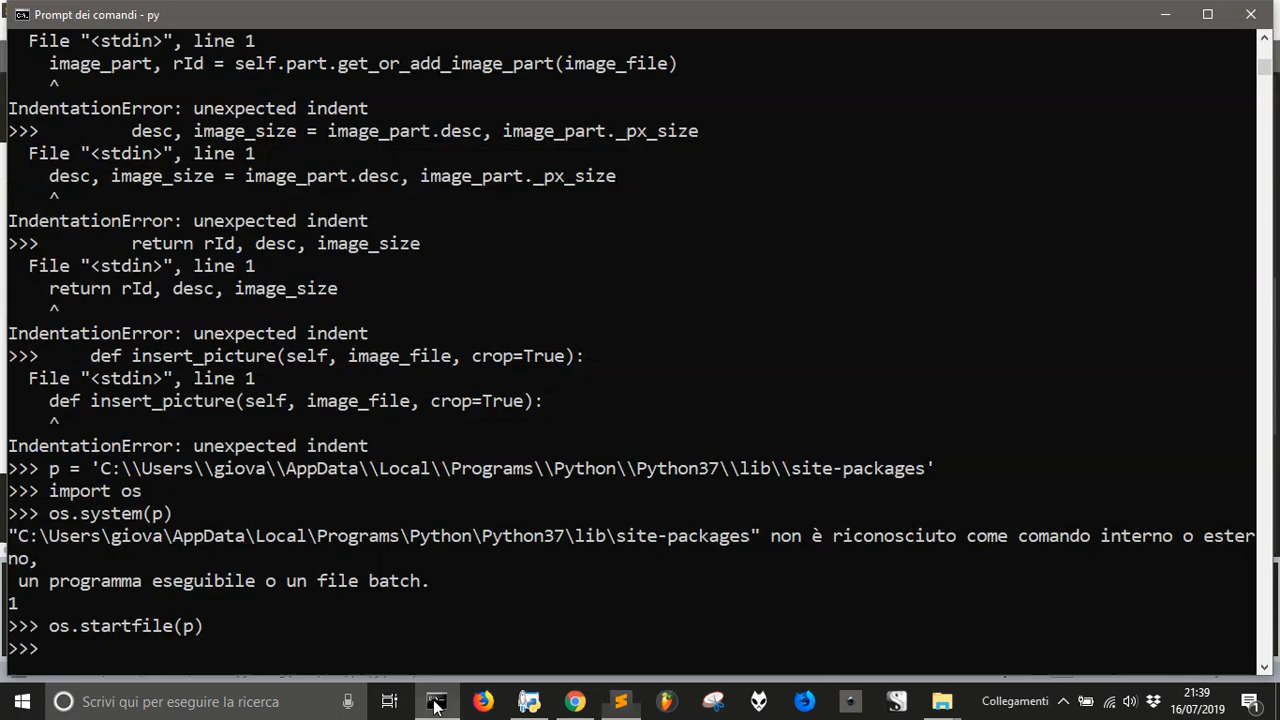 Prompt dei comandi - py
File "<stdin>", line 1
image_part, rId = self.part.get_or_add_image_part(image_file)
^
IndentationError: unexpected indent
>>>         desc, image_size = image_part.desc, image_part._px_size
File "<stdin>", line 1
desc, image_size = image_part.desc, image_part._px_size
^
IndentationError: unexpected indent
>>>         return rId, desc, image_size
File "<stdin>", line 1
return rId, desc, image_size
^
IndentationError: unexpected indent
>>>     def insert_picture(self, image_file, crop=True):
File "<stdin>", line 1
def insert_picture(self, image_file, crop=True):
^
IndentationError: unexpected indent
>>> p = 'C:\\Users\\giova\\AppData\\Local\\Programs\\Python\\Python37\\lib\\site-packages'
>>> import os
>>> os.system(p)
"C:\Users\giova\AppData\Local\Programs\Python\Python37\lib\site-packages" non è riconosciuto come comando interno o ester
no,
un programma eseguibile o un file batch.
1
>>> os.startfile(p)
>>>
Scrivi qui per eseguire la ricerca
Collegamenti
21:39
16/07/2019